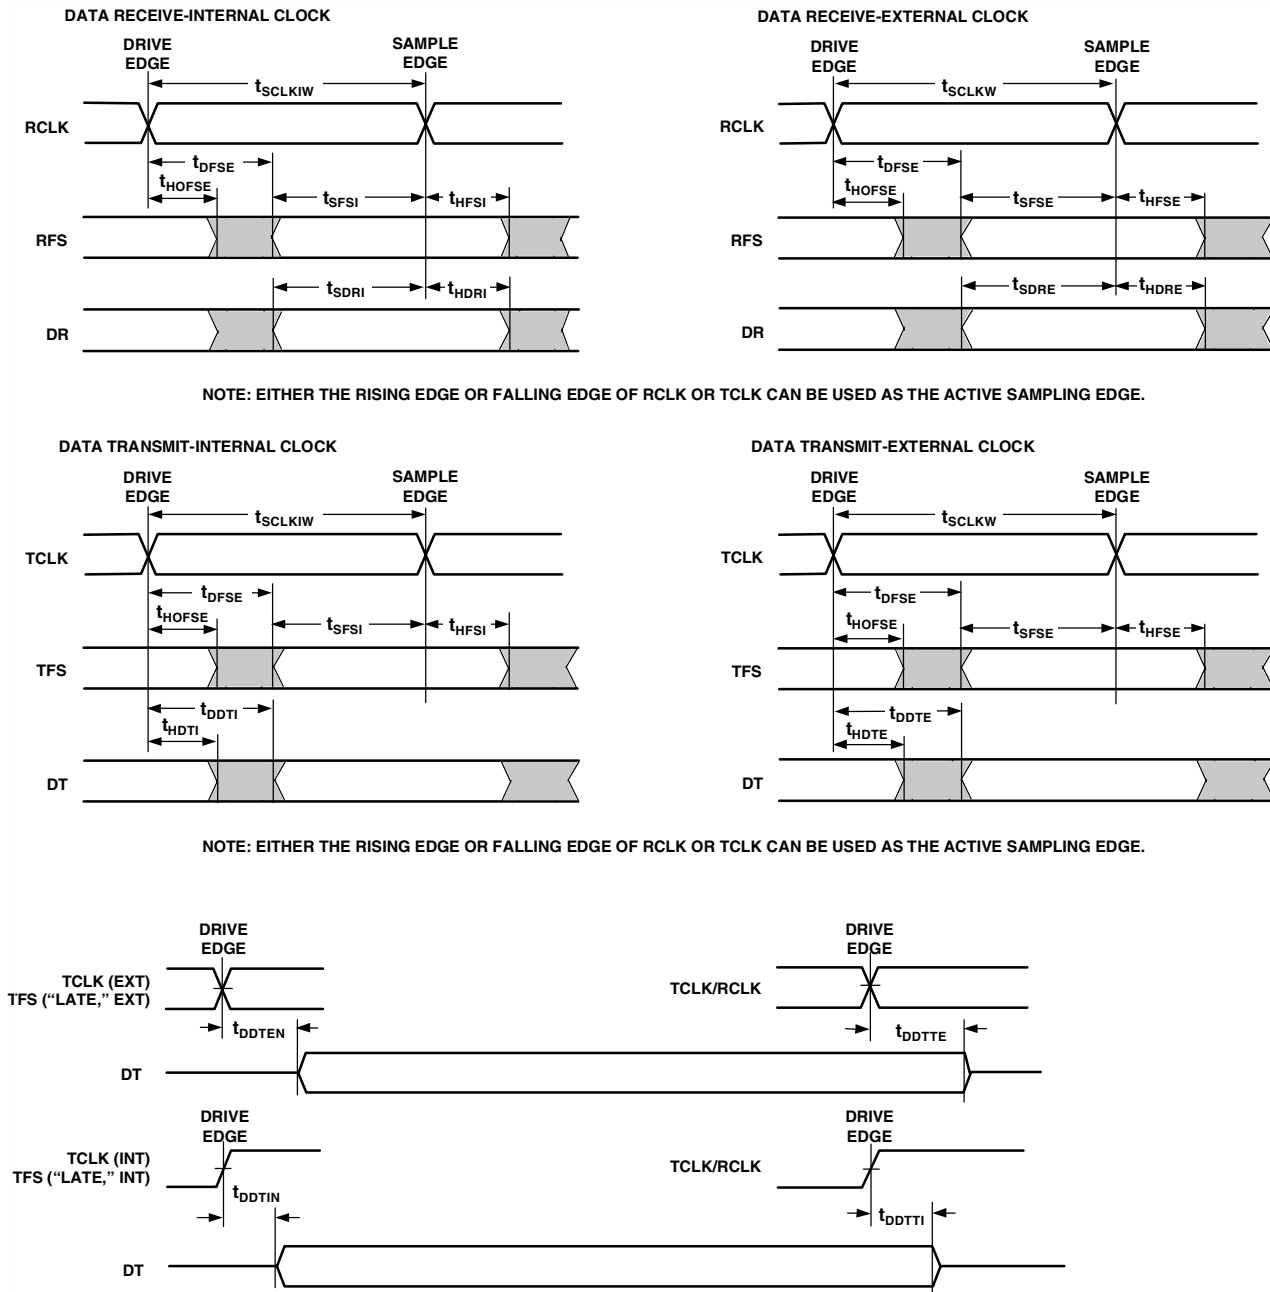 DATA RECEIVE-INTERNAL CLOCK
DRIVE EDGE
SAMPLE EDGE
tSCLKIW
RCLK
tDFSE
tHOFSE
tSFSI
tHFSI
RFS
tSDRI
tHDRI
DR
DATA RECEIVE-EXTERNAL CLOCK
DRIVE EDGE
SAMPLE EDGE
tSCLKW
RCLK
tDFSE
tHOFSE
tSFSE
tHFSE
RFS
tSDRE
tHDRE
DR
NOTE: EITHER THE RISING EDGE OR FALLING EDGE OF RCLK OR TCLK CAN BE USED AS THE ACTIVE SAMPLING EDGE.
DATA TRANSMIT-INTERNAL CLOCK
DRIVE EDGE
SAMPLE EDGE
tSCLKIW
TCLK
tDFSE
tHOFSE
tSFSI
tHFSI
TFS
tDDTI
tHDTI
DT
DATA TRANSMIT-EXTERNAL CLOCK
DRIVE EDGE
SAMPLE EDGE
tSCLKW
TCLK
tDFSE
tHOFSE
tSFSE
tHFSE
TFS
tDDTE
tHDTE
DT
NOTE: EITHER THE RISING EDGE OR FALLING EDGE OF RCLK OR TCLK CAN BE USED AS THE ACTIVE SAMPLING EDGE.
DRIVE EDGE
TCLK (EXT)
TFS (“LATE,” EXT)
tDDTEN
DRIVE EDGE
TCLK/RCLK
tDDTTE
DT
DRIVE EDGE
TCLK (INT)
TFS (“LATE,” INT)
tDDTIN
DRIVE EDGE
TCLK/RCLK
tDDTTI
DT